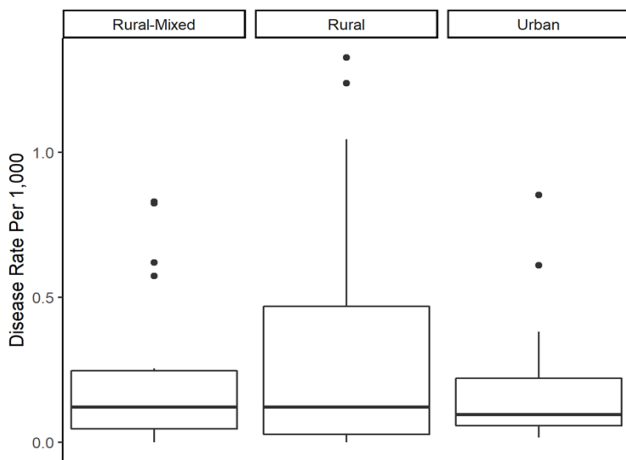 Rural-Mixed
Rural
Urban
Disease Rate Per 1,000
1.0
0.5
0.0